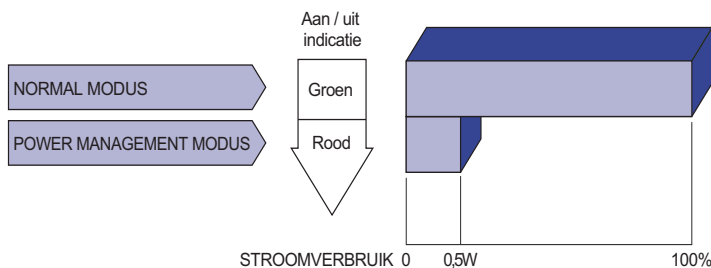 Aan / uit
indicatie
NORMAL MODUS
Groen
POWER MANAGEMENT MODUS
Rood
STROOMVERBRUIK 0 0,5W 100%